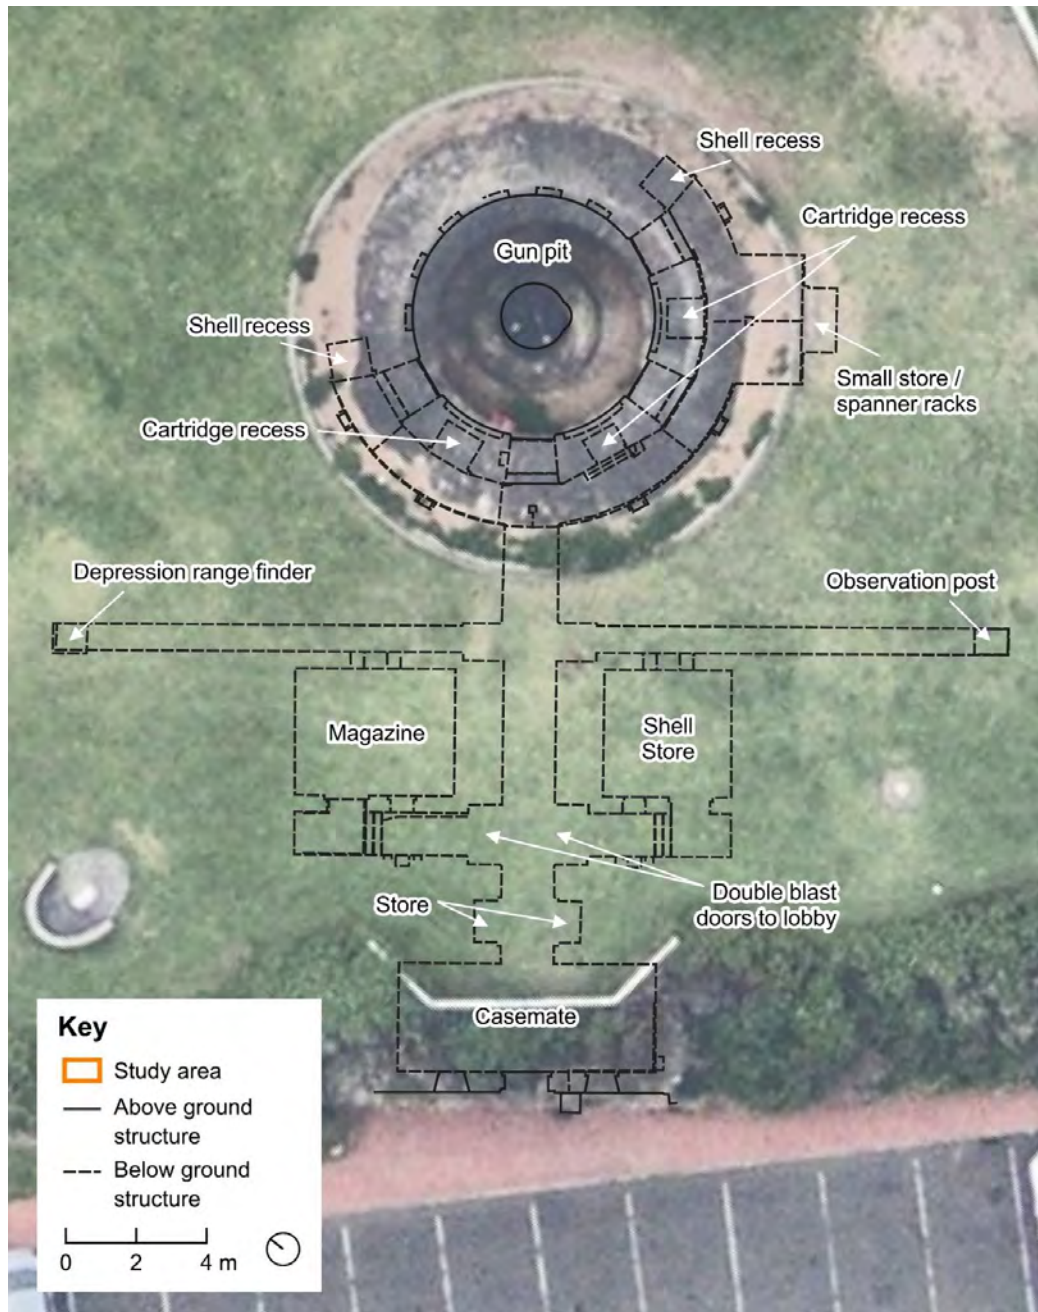 Shell recess
Cartridge recess
Gun pit
Shell recess
Small store /
spanner racks
Cartridge recess
Depression range finder
Observation post
Magazine
Shell
Store
Double blast
doors to lobby
Store
Casemate
Key
Study area
Above ground
structure
Below ground
structure
0 2 4 m